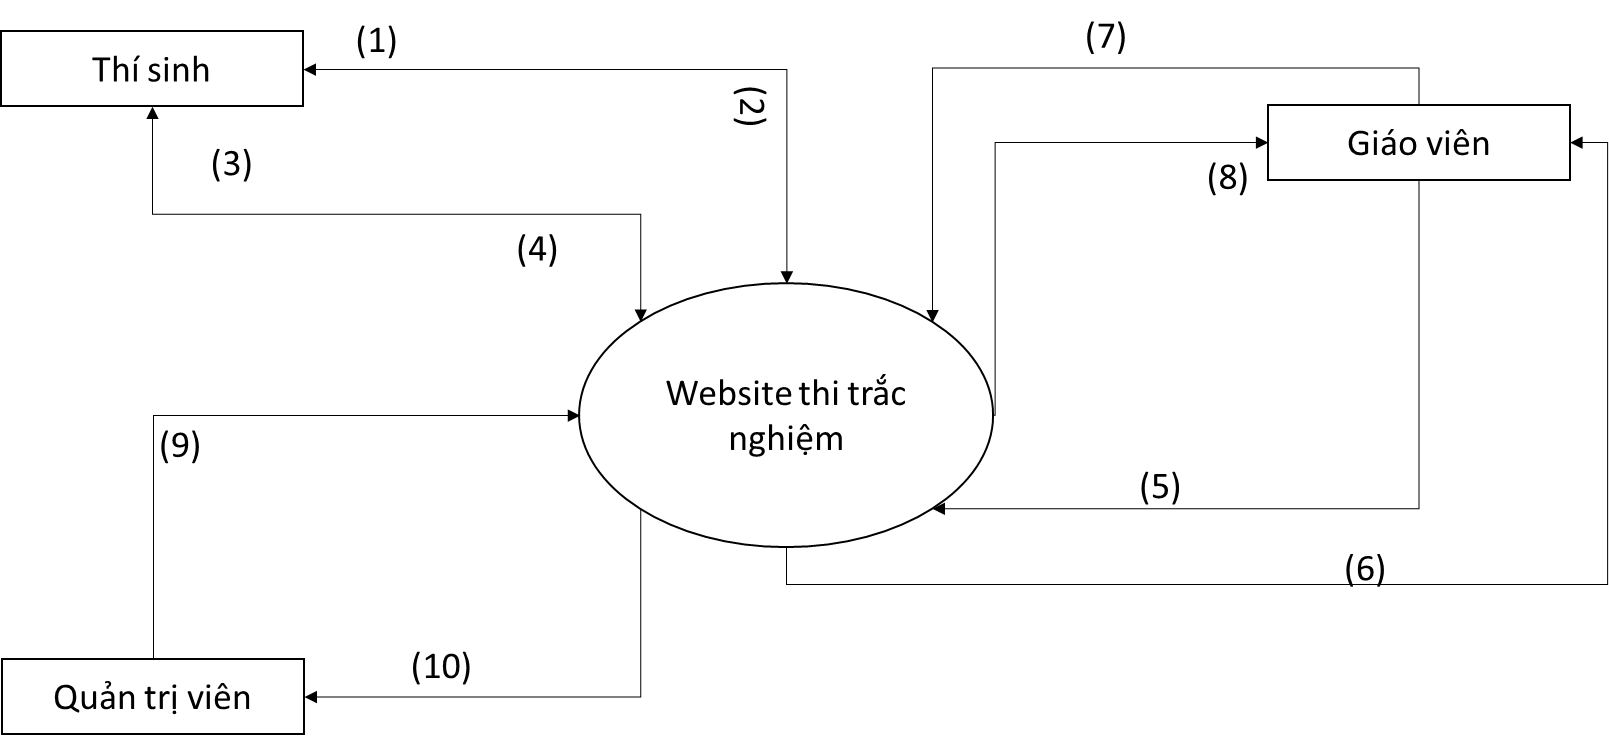 (1)
(7)
Thí sinh
(2)
Giáo viên
(3)
(8)
(4)
Website thi trắc
nghiệm
(9)
(5)
(6)
(10)
Quản trị viên